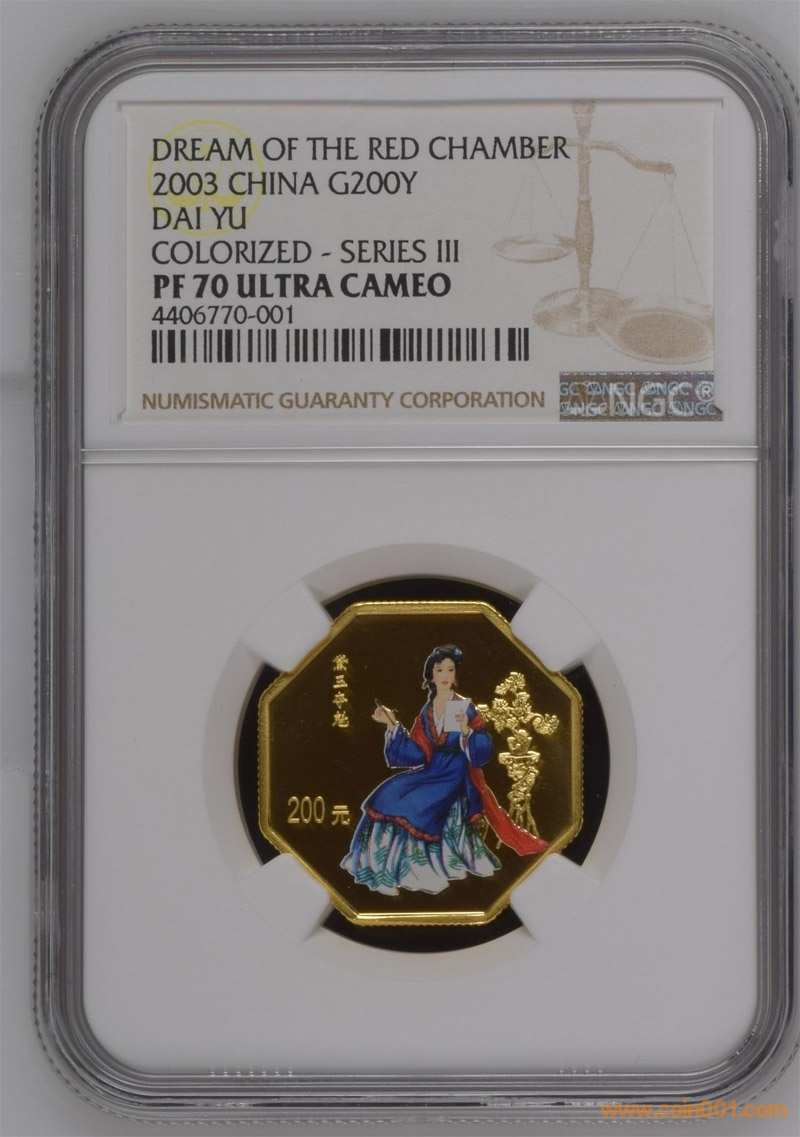 DREAM OF THE RED CHAMBER
2003 CHINA G200Y
DAI YU
COLORIZED - SERIES III
PF 70 ULTRA CAMEO
4406770-001
NUMISMATIC GUARANTY CORPORATION
NGC®
黛玉夺魁
200元
www.coin001.com